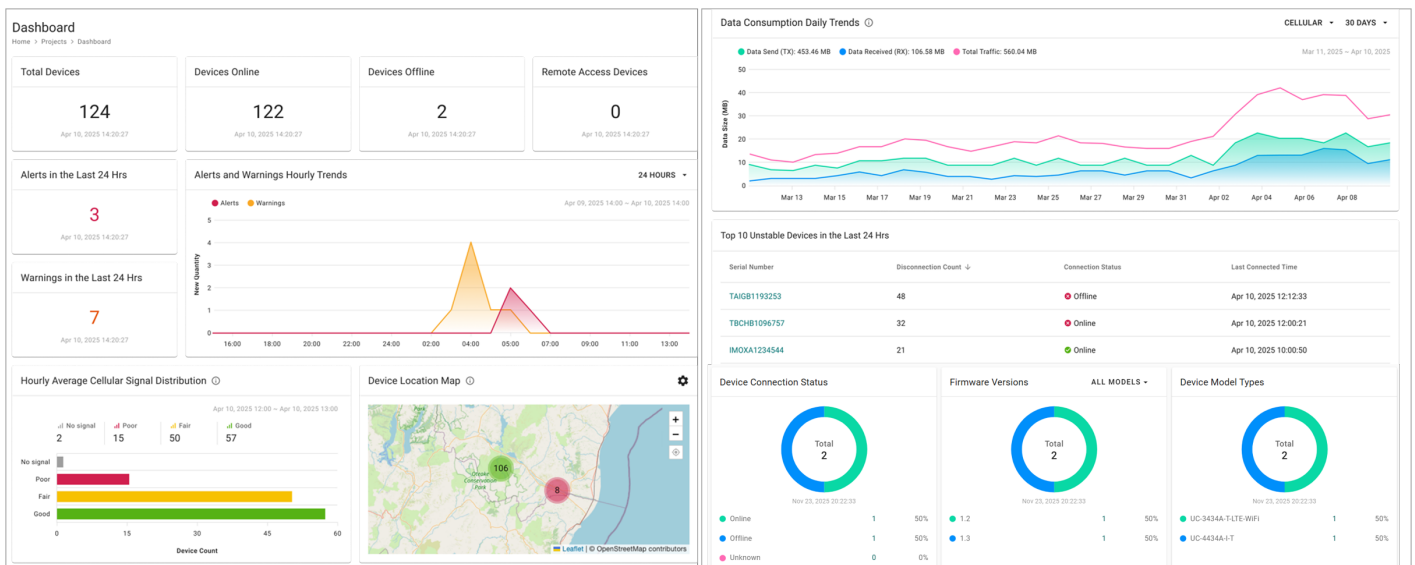 Dashboard
Home > Projects > Dashboard
Total Devices
124
Apr 10, 2025 14:20:27
Devices Online
122
Apr 10, 2025 14:20:27
Devices Offline
2
Apr 10, 2025 14:20:27
Remote Access Devices
0
Apr 10, 2025 14:20:27
Alerts in the Last 24 Hrs
3
Apr 10, 2025 14:20:27
Warnings in the Last 24 Hrs
7
Apr 10, 2025 14:20:27
Alerts and Warnings Hourly Trends
24 HOURS
Alerts Warnings
Apr 09, 2025 14:00 ~ Apr 10, 2025 14:00
New Quantity
5
4
3
2
1
0
16:00 18:00 20:00 22:00 24:00 02:00 04:00 05:00 07:00 09:00 11:00 13:00
Hourly Average Cellular Signal Distribution
Apr 10, 2025 12:00 ~ Apr 10, 2025 13:00
No signal Poor Fair Good
2 15 50 57
No signal
Poor
Fair
Good
0 15 30 45 60
Device Count
Device Location Map
+
−
106
8
Otzoke
Conservation
Park
Leaflet | © OpenStreetMap contributors
Data Consumption Daily Trends
CELLULAR 30 DAYS
Data Send (TX): 453.46 MB Data Received (RX): 106.58 MB Total Traffic: 560.04 MB
Mar 11, 2025 ~ Apr 10, 2025
Data Size (MB)
50
40
30
20
10
0
Mar 13 Mar 15 Mar 17 Mar 19 Mar 21 Mar 23 Mar 25 Mar 27 Mar 29 Mar 31 Apr 02 Apr 04 Apr 06 Apr 08
Top 10 Unstable Devices in the Last 24 Hrs
Serial Number Disconnection Count Connection Status Last Connected Time
TAIGB1193253 48 Offline Apr 10, 2025 12:12:33
TBCHB1096757 32 Online Apr 10, 2025 12:00:21
IMOXA1234544 21 Online Apr 10, 2025 10:00:50
Device Connection Status
Total
2
Nov 23, 2025 20:22:33
Online 1 50%
Offline 1 50%
Unknown 0 0%
Firmware Versions
ALL MODELS
Total
2
Nov 23, 2025 20:22:33
1.2 1 50%
1.3 1 50%
Device Model Types
Total
2
Nov 23, 2025 20:22:33
UC-3434A-T-LTE-WiFi 1 50%
UC-4434A-I-T 1 50%